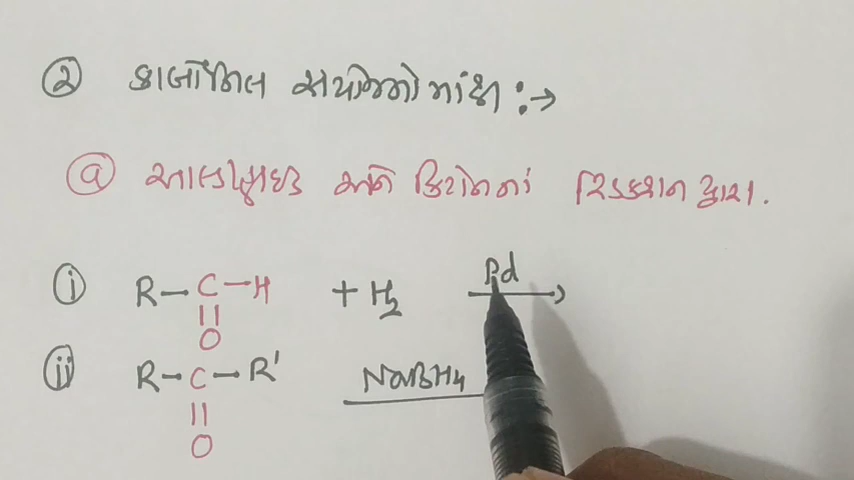 ② કાર્બોનિલ સંયોજનોમાંથી :→
ⓐ આલ્ડીહાઇડ અને કિટોનનાં રિડક્શન દ્વારા.
ⓘ R—C—H + H₂ Pd→
||
O
ⓘⓘ R—C—R' NaBH₄
||
O